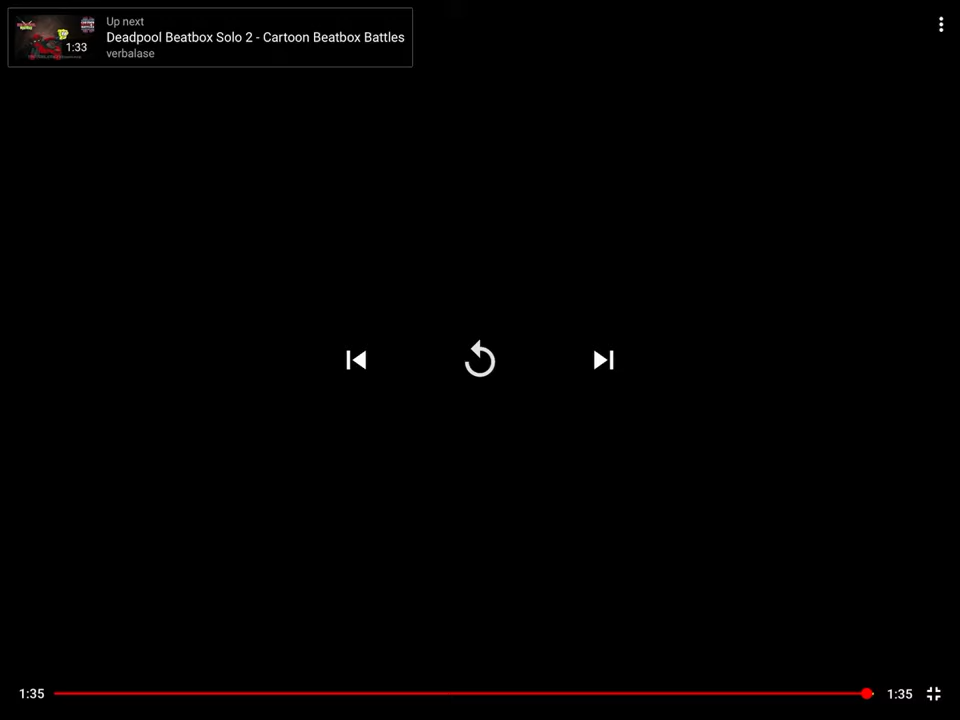 Up next
Deadpool Beatbox Solo 2 - Cartoon Beatbox Battles
verbalase
1:33
1:35
1:35